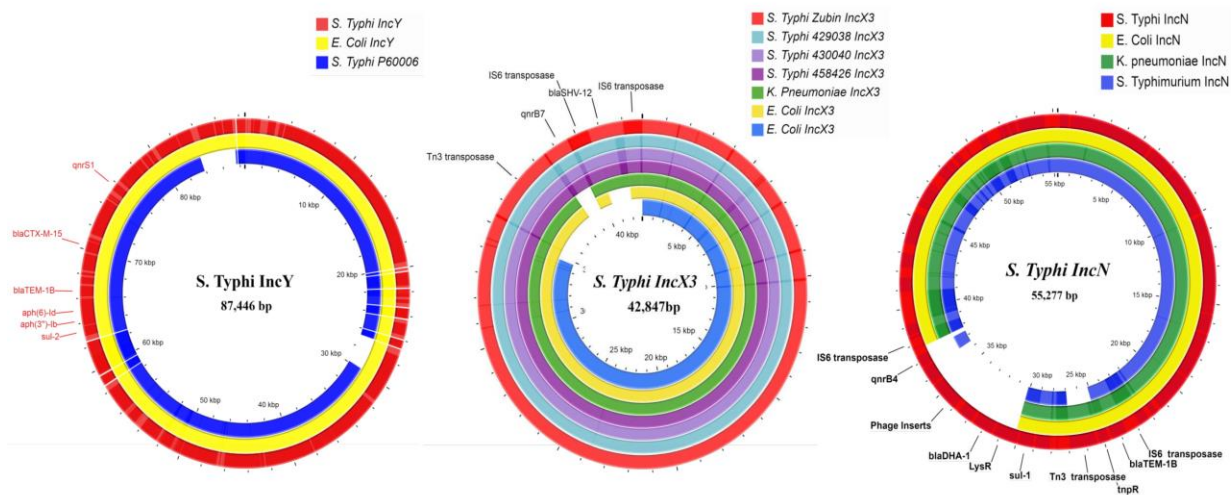 S. Typhi IncY
E. Coli IncY
S. Typhi P60006
qnrS1
blaCTX-M-15
blaTEM-1B
aph(6)-Id
aph(3'')-Ib
sul-2
10 kbp
20 kbp
30 kbp
40 kbp
50 kbp
60 kbp
70 kbp
80 kbp
S. Typhi IncY
87,446 bp
S. Typhi Zubin IncX3
S. Typhi 429038 IncX3
S. Typhi 430040 IncX3
S. Typhi 458426 IncX3
K. Pneumoniae IncX3
E. Coli IncX3
E. Coli IncX3
IS6 transposase
blaSHV-12
IS6 transposase
qnrB7
Tn3 transposase
40 kbp
5 kbp
15 kbp
20 kbp
25 kbp
S. Typhi IncX3
42,847bp
S. Typhi IncN
E. Coli IncN
K. pneumoniae IncN
S. Typhimurium IncN
55 kbp
50 kbp
45 kbp
40 kbp
35 kbp
30 kbp
25 kbp
20 kbp
15 kbp
10 kbp
S. Typhi IncN
55,277 bp
IS6 transposase
qnrB4
Phage Inserts
blaDHA-1
LysR
sul-1
Tn3 transposase
tnpR
blaTEM-1B
IS6 transposase